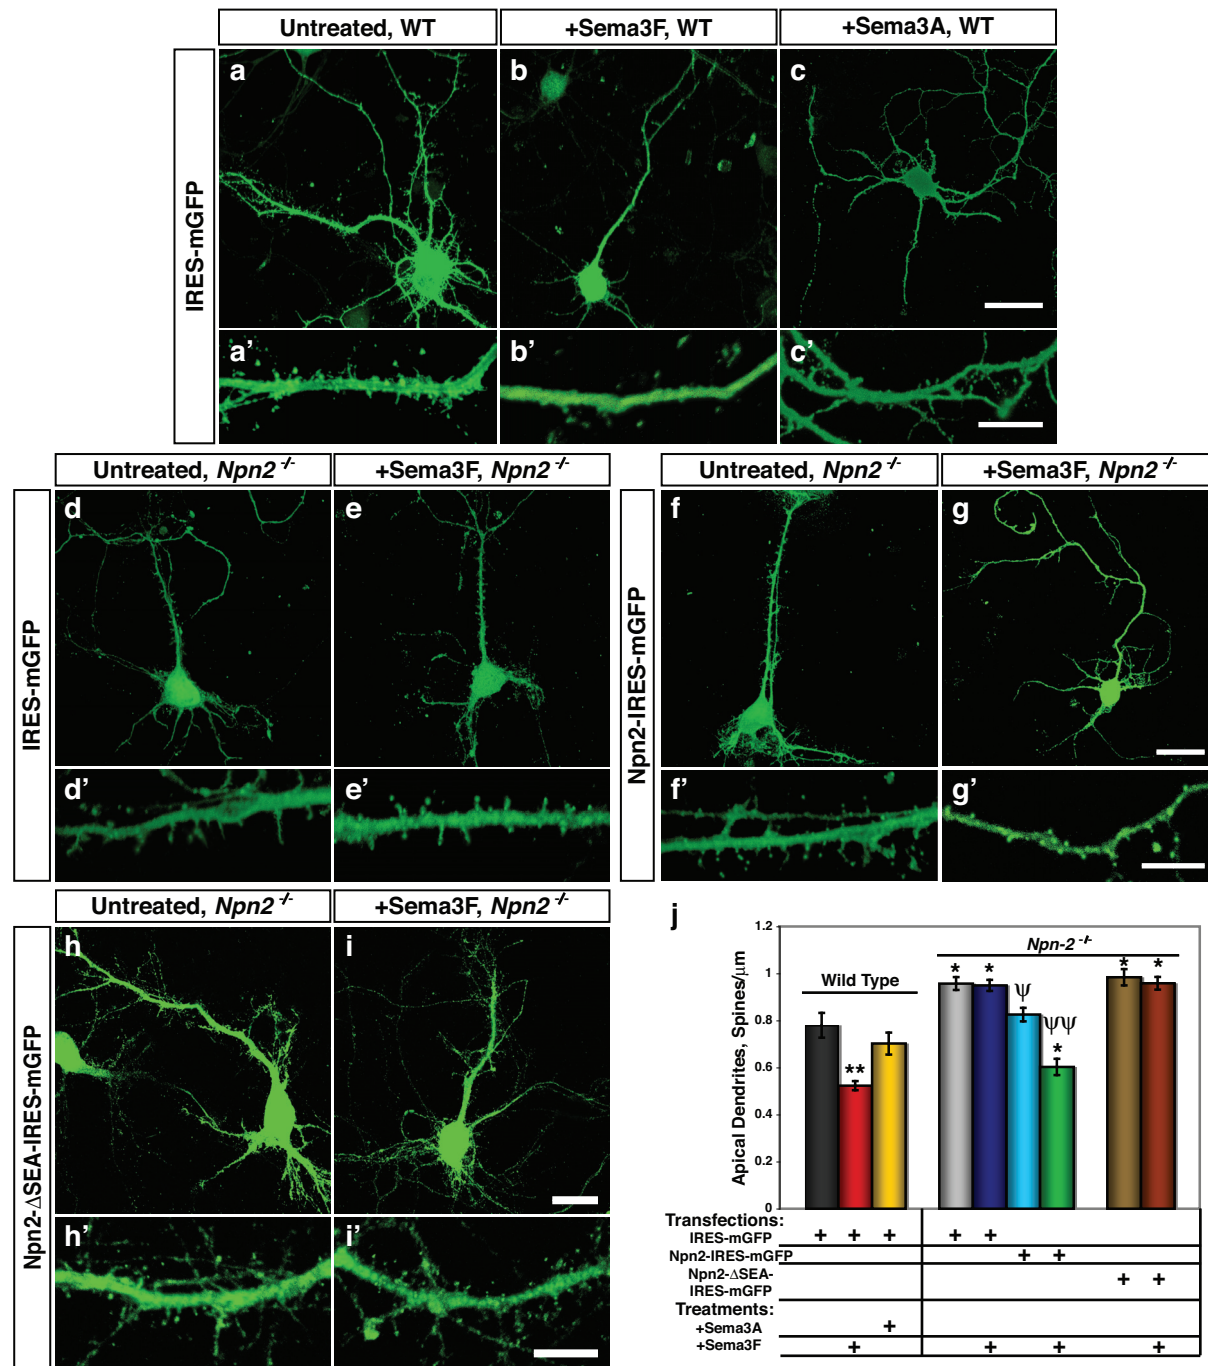 Untreated, WT
+Sema3F, WT
+Sema3A, WT
IRES-mGFP
a
b
c
a'
b'
c'
Untreated, Npn2 -/-
+Sema3F, Npn2 -/-
Untreated, Npn2 -/-
+Sema3F, Npn2 -/-
IRES-mGFP
d
e
Npn2-IRES-mGFP
f
g
d'
e'
f'
g'
Untreated, Npn2 -/-
+Sema3F, Npn2 -/-
Npn2-ΔSEA-IRES-mGFP
h
i
h'
i'
j
Apical Dendrites, Spines/µm
1.2
1
0.8
0.6
0.4
0.2
0
Wild Type
Npn-2 -/-
**
* * ψ ψψ *
* *
Transfections:
IRES-mGFP + + + + +
Npn2-IRES-mGFP + +
Npn2-ΔSEA-
IRES-mGFP + +
Treatments:
+Sema3A +
+Sema3F + + + +